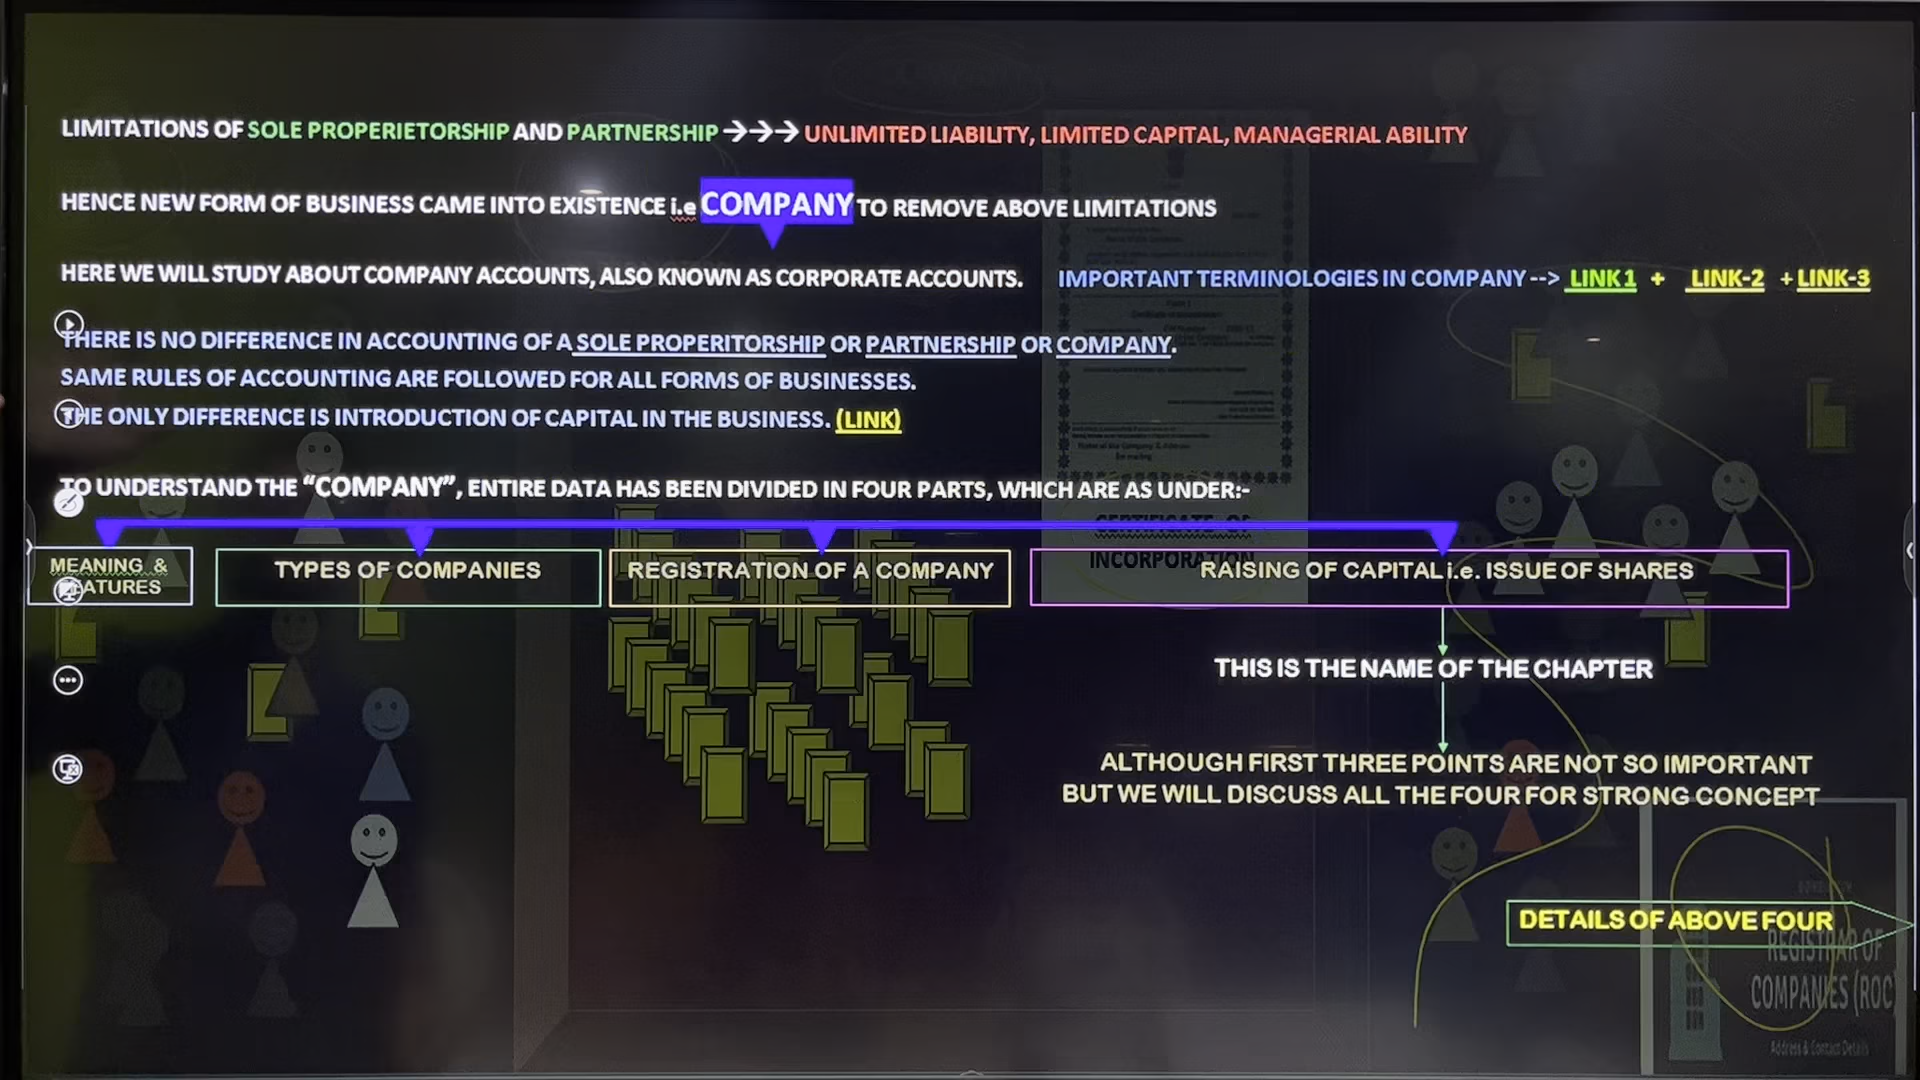 LIMITATIONS OF SOLE PROPERIETORSHIP AND PARTNERSHIP →→→ UNLIMITED LIABILITY, LIMITED CAPITAL, MANAGERIAL ABILITY
HENCE NEW FORM OF BUSINESS CAME INTO EXISTENCE i.e COMPANY TO REMOVE ABOVE LIMITATIONS
HERE WE WILL STUDY ABOUT COMPANY ACCOUNTS, ALSO KNOWN AS CORPORATE ACCOUNTS. IMPORTANT TERMINOLOGIES IN COMPANY --> LINK 1 + LINK-2 + LINK-3
THERE IS NO DIFFERENCE IN ACCOUNTING OF A SOLE PROPERITORSHIP OR PARTNERSHIP OR COMPANY.
SAME RULES OF ACCOUNTING ARE FOLLOWED FOR ALL FORMS OF BUSINESSES.
THE ONLY DIFFERENCE IS INTRODUCTION OF CAPITAL IN THE BUSINESS. (LINK)
TO UNDERSTAND THE “COMPANY”, ENTIRE DATA HAS BEEN DIVIDED IN FOUR PARTS, WHICH ARE AS UNDER:-
CERTIFICATE OF
INCORPORATION
MEANING &
FEATURES
TYPES OF COMPANIES
REGISTRATION OF A COMPANY
RAISING OF CAPITAL i.e. ISSUE OF SHARES
THIS IS THE NAME OF THE CHAPTER
ALTHOUGH FIRST THREE POINTS ARE NOT SO IMPORTANT
BUT WE WILL DISCUSS ALL THE FOUR FOR STRONG CONCEPT
DETAILS OF ABOVE FOUR
REGISTRAR OF
COMPANIES (ROC
Address & Contact Details